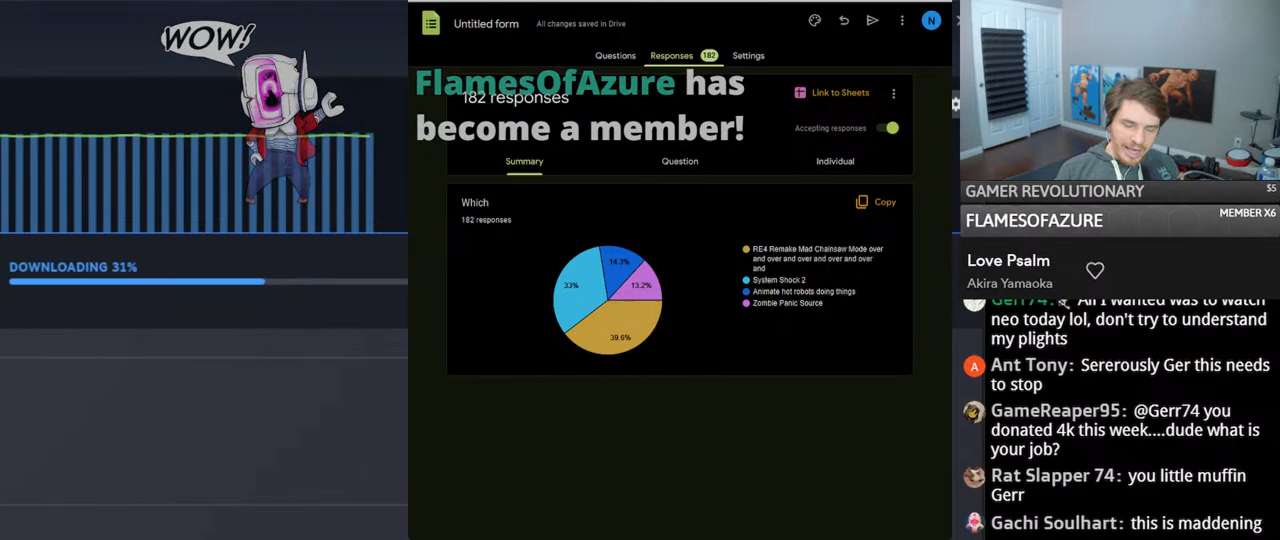 WOW!
DOWNLOADING 31%
Untitled form
All changes saved in Drive
N
Questions
Responses 182
Settings
FlamesOfAzure has
become a member!
182 responses
Link to Sheets
Accepting responses
Summary
Question
Individual
Which
Copy
182 responses
RE4 Remake Mad Chainsaw Mode over
and over and over and over and over
and
System Shock 2
Animate hot robots doing things
Zombie Panic Source
14.3%
33%
13.2%
39.6%
GAMER REVOLUTIONARY
$5
FLAMESOFAZURE
MEMBER X6
Love Psalm
Akira Yamaoka
Gerr74: All I wanted was to watch
neo today lol, don't try to understand
my plights
A
Ant Tony: Sererously Ger this needs
to stop
GameReaper95: @Gerr74 you
donated 4k this week....dude what is
your job?
Rat Slapper 74: you little muffin
Gerr
Gachi Soulhart: this is maddening